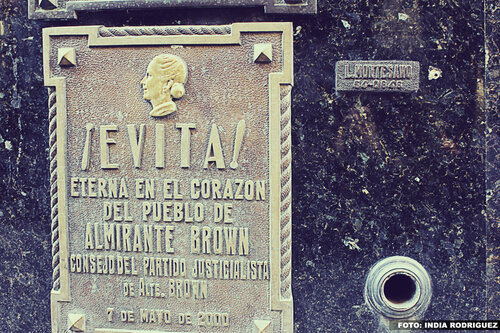 ¡EVITA!
ETERNA EN EL CORAZON
DEL PUEBLO DE
ALMIRANTE BROWN
CONSEJO DEL PARTIDO JUSTICIALISTA
DE ALTE. BROWN
7 DE MAYO DE 2000
FOTO: INDIA RODRIGUEZ